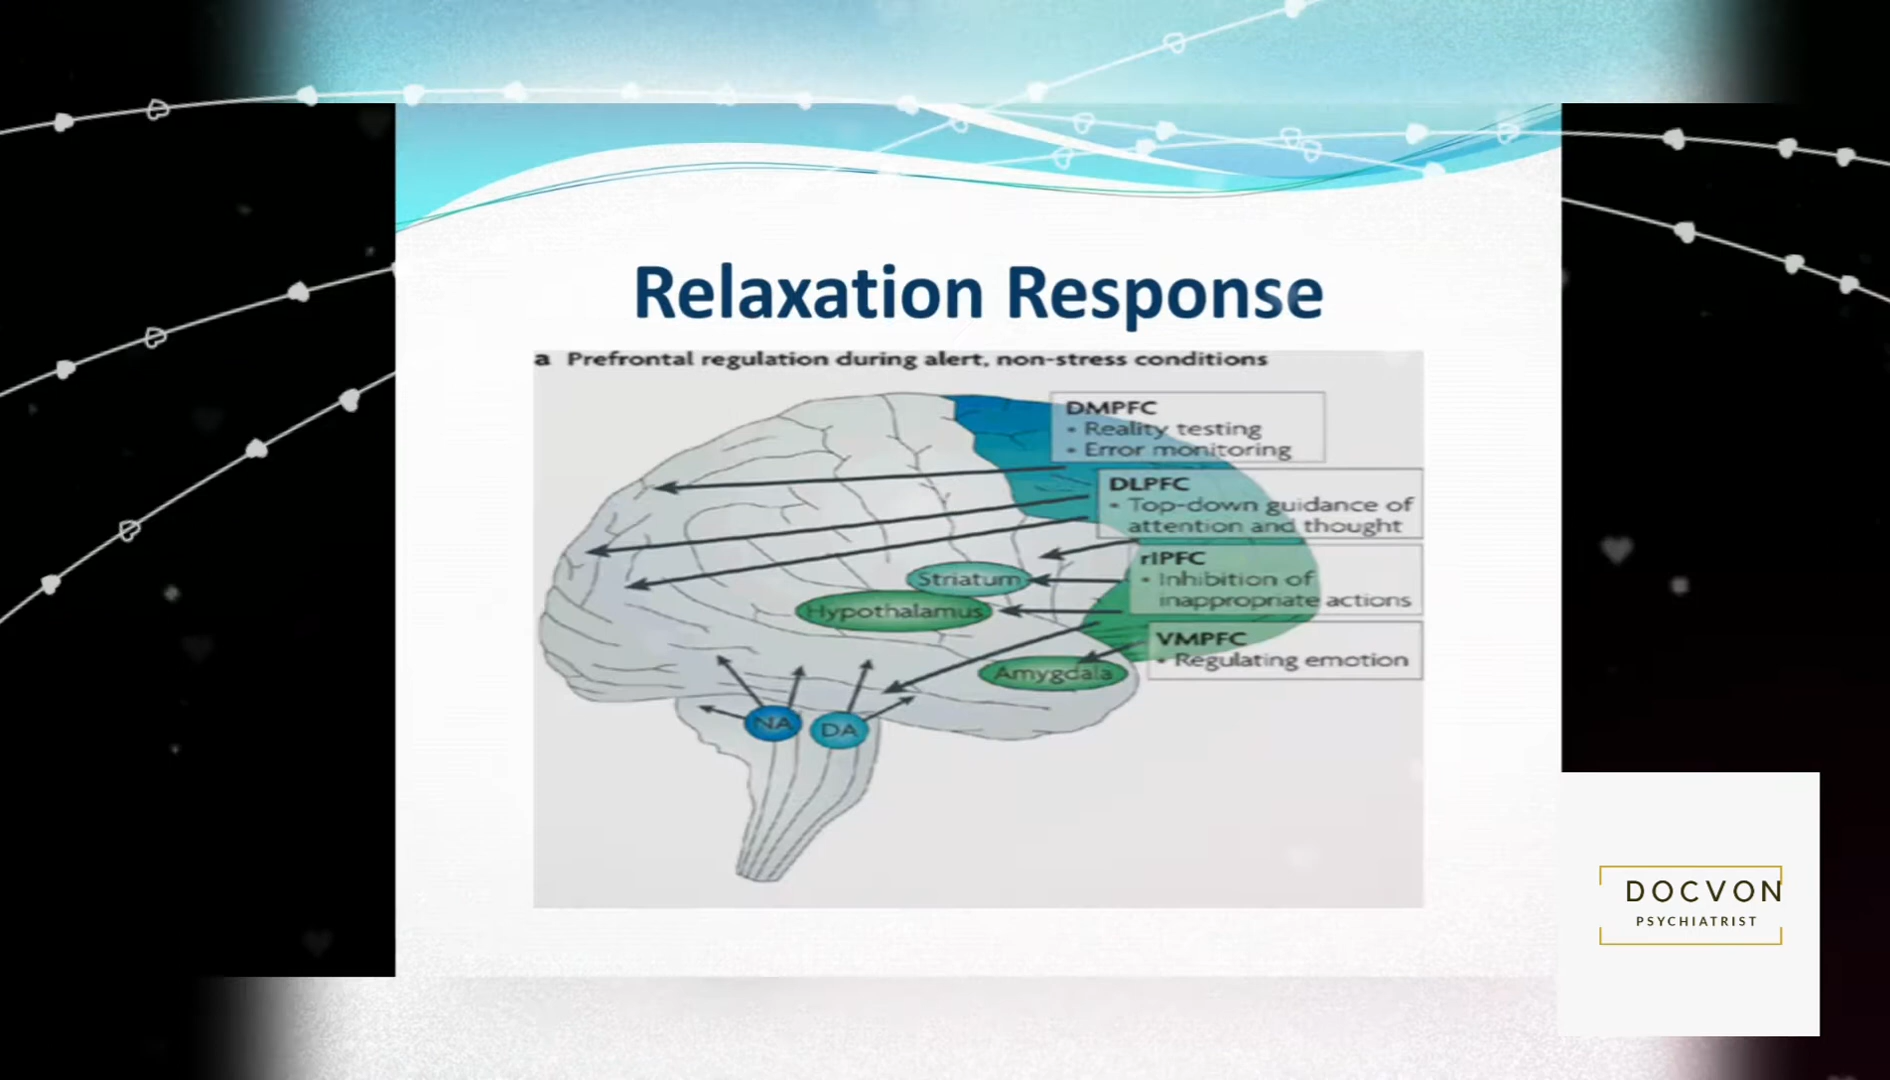 Relaxation Response
a Prefrontal regulation during alert, non-stress conditions
DMPFC
• Reality testing
• Error monitoring
DLPFC
• Top-down guidance of
attention and thought
rIPFC
• Inhibition of
inappropriate actions
VMPFC
• Regulating emotion
Striatum
Hypothalamus
Amygdala
NA
DA
DOCVON
PSYCHIATRIST